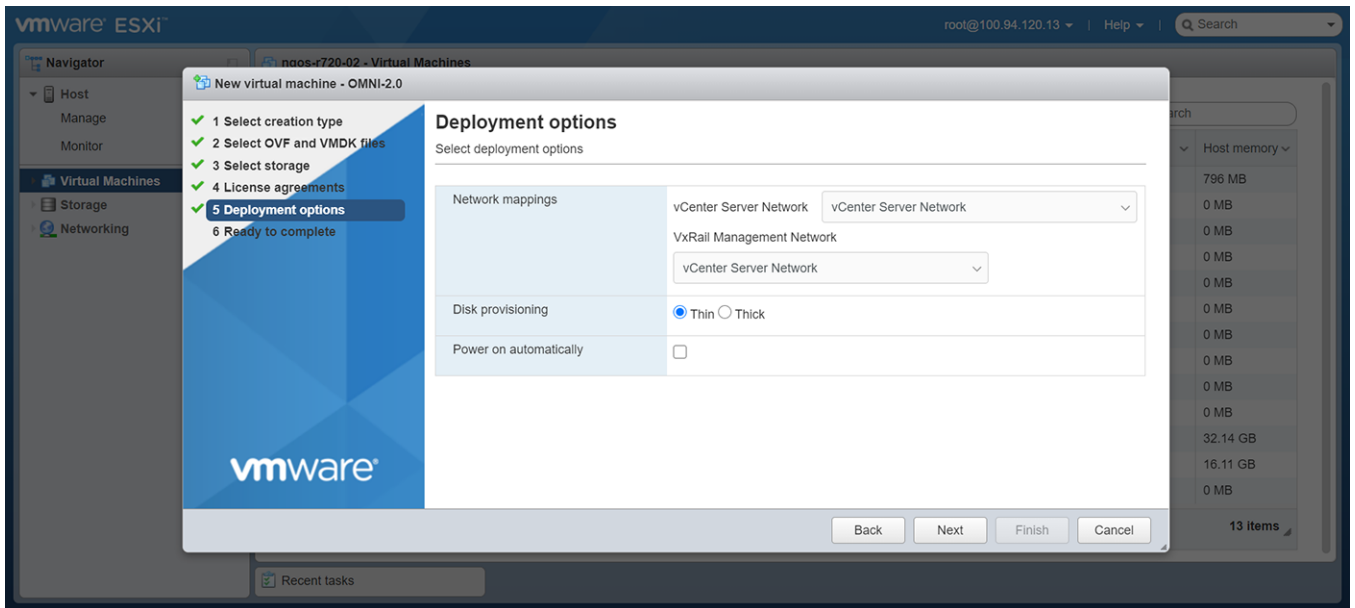 vmware® ESXi™
root@100.94.120.13 | Help | Search
Navigator
Host
Manage
Monitor
Virtual Machines
Storage
Networking
ngos-r720-02 - Virtual Machines
New virtual machine - OMNI-2.0
1 Select creation type
2 Select OVF and VMDK files
3 Select storage
4 License agreements
5 Deployment options
6 Ready to complete
vmware®
Deployment options
Select deployment options
Network mappings
vCenter Server Network vCenter Server Network
VxRail Management Network
vCenter Server Network
Disk provisioning
Thin Thick
Power on automatically
Back Next Finish Cancel
Host memory
796 MB
0 MB
0 MB
0 MB
0 MB
0 MB
0 MB
0 MB
0 MB
0 MB
32.14 GB
16.11 GB
0 MB
13 items
Recent tasks